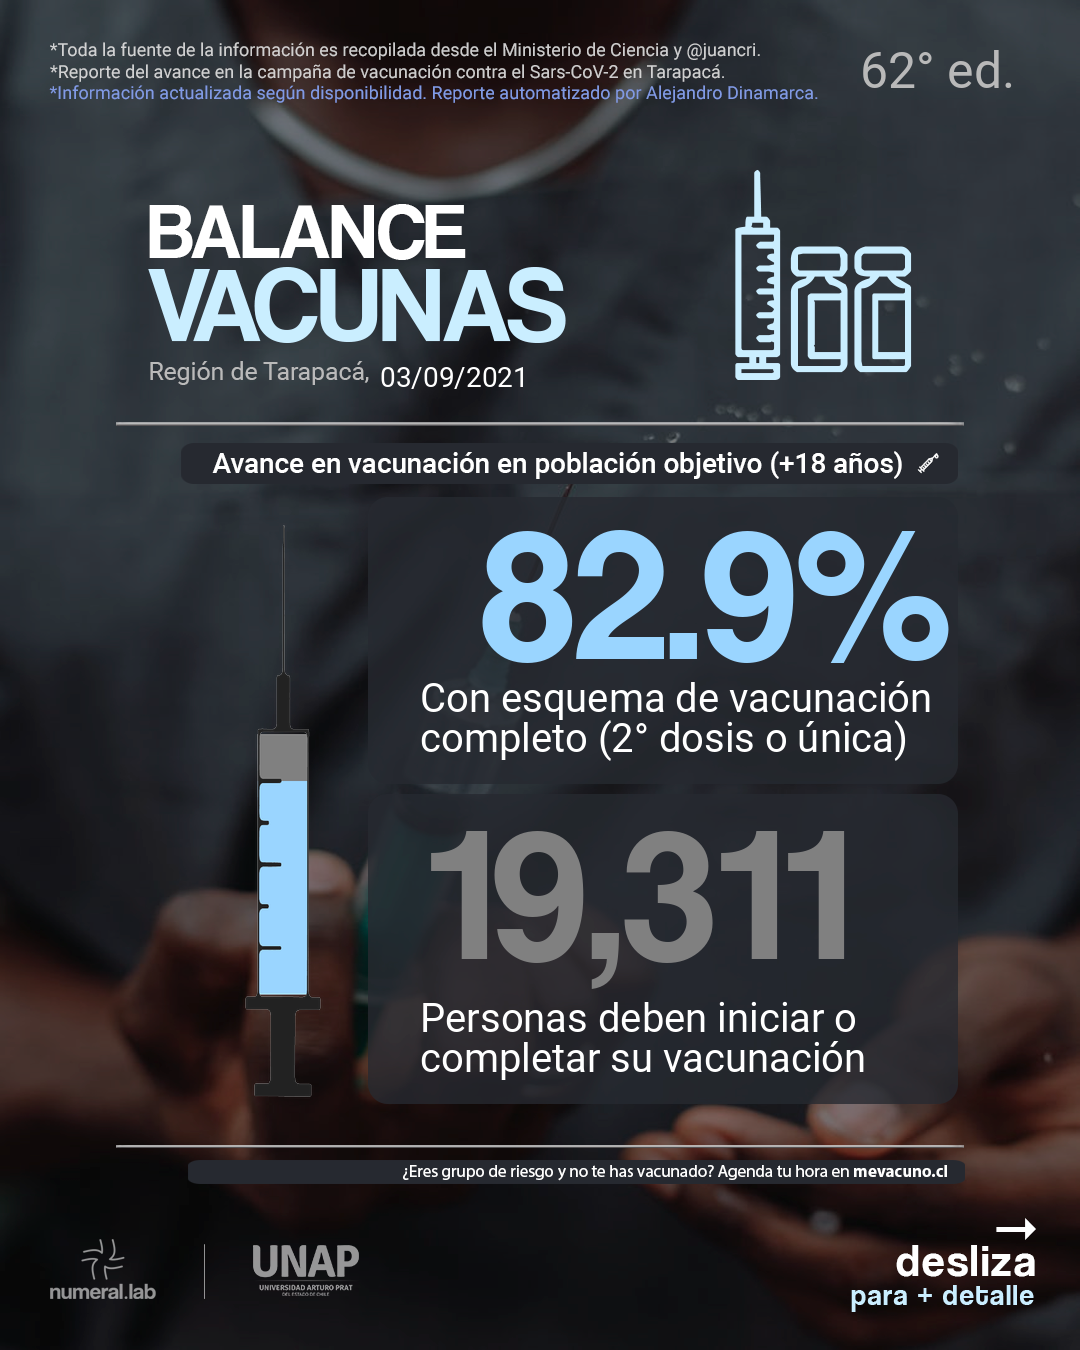 *Toda la fuente de la información es recopilada desde el Ministerio de Ciencia y @juancri.
*Reporte del avance en la campaña de vacunación contra el Sars-CoV-2 en Tarapacá.
*Información actualizada según disponibilidad. Reporte automatizado por Alejandro Dinamarca.
62° ed.
BALANCE
VACUNAS
Región de Tarapacá, 03/09/2021
Avance en vacunación en población objetivo (+18 años)
82.9%
Con esquema de vacunación
completo (2° dosis o única)
19,311
Personas deben iniciar o
completar su vacunación
¿Eres grupo de riesgo y no te has vacunado? Agenda tu hora en mevacuno.cl
numeral.lab
UNAP
UNIVERSIDAD ARTURO PRAT
DEL ESTADO DE CHILE
desliza
para + detalle